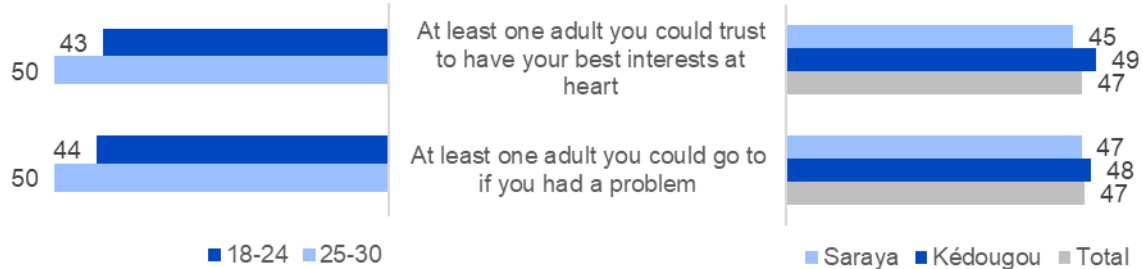 43
50
At least one adult you could trust
to have your best interests at
heart
45
49
47
44
50
At least one adult you could go to
if you had a problem
47
48
47
18-24 25-30
Saraya Kédougou Total